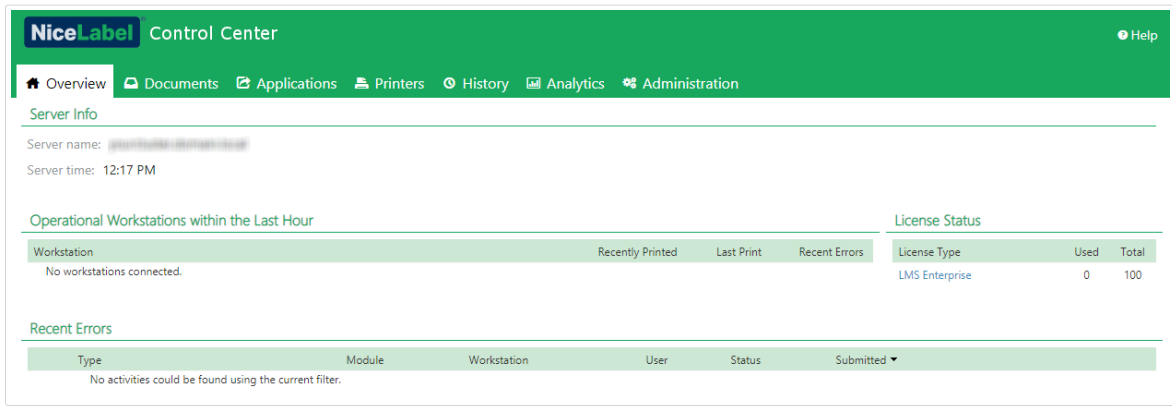 NiceLabel Control Center
Help
Overview Documents Applications Printers History Analytics Administration
Server Info
Server name:
Server time: 12:17 PM
Operational Workstations within the Last Hour
Workstation Recently Printed Last Print Recent Errors
No workstations connected.
License Status
License Type Used Total
LMS Enterprise 0 100
Recent Errors
Type Module Workstation User Status Submitted
No activities could be found using the current filter.